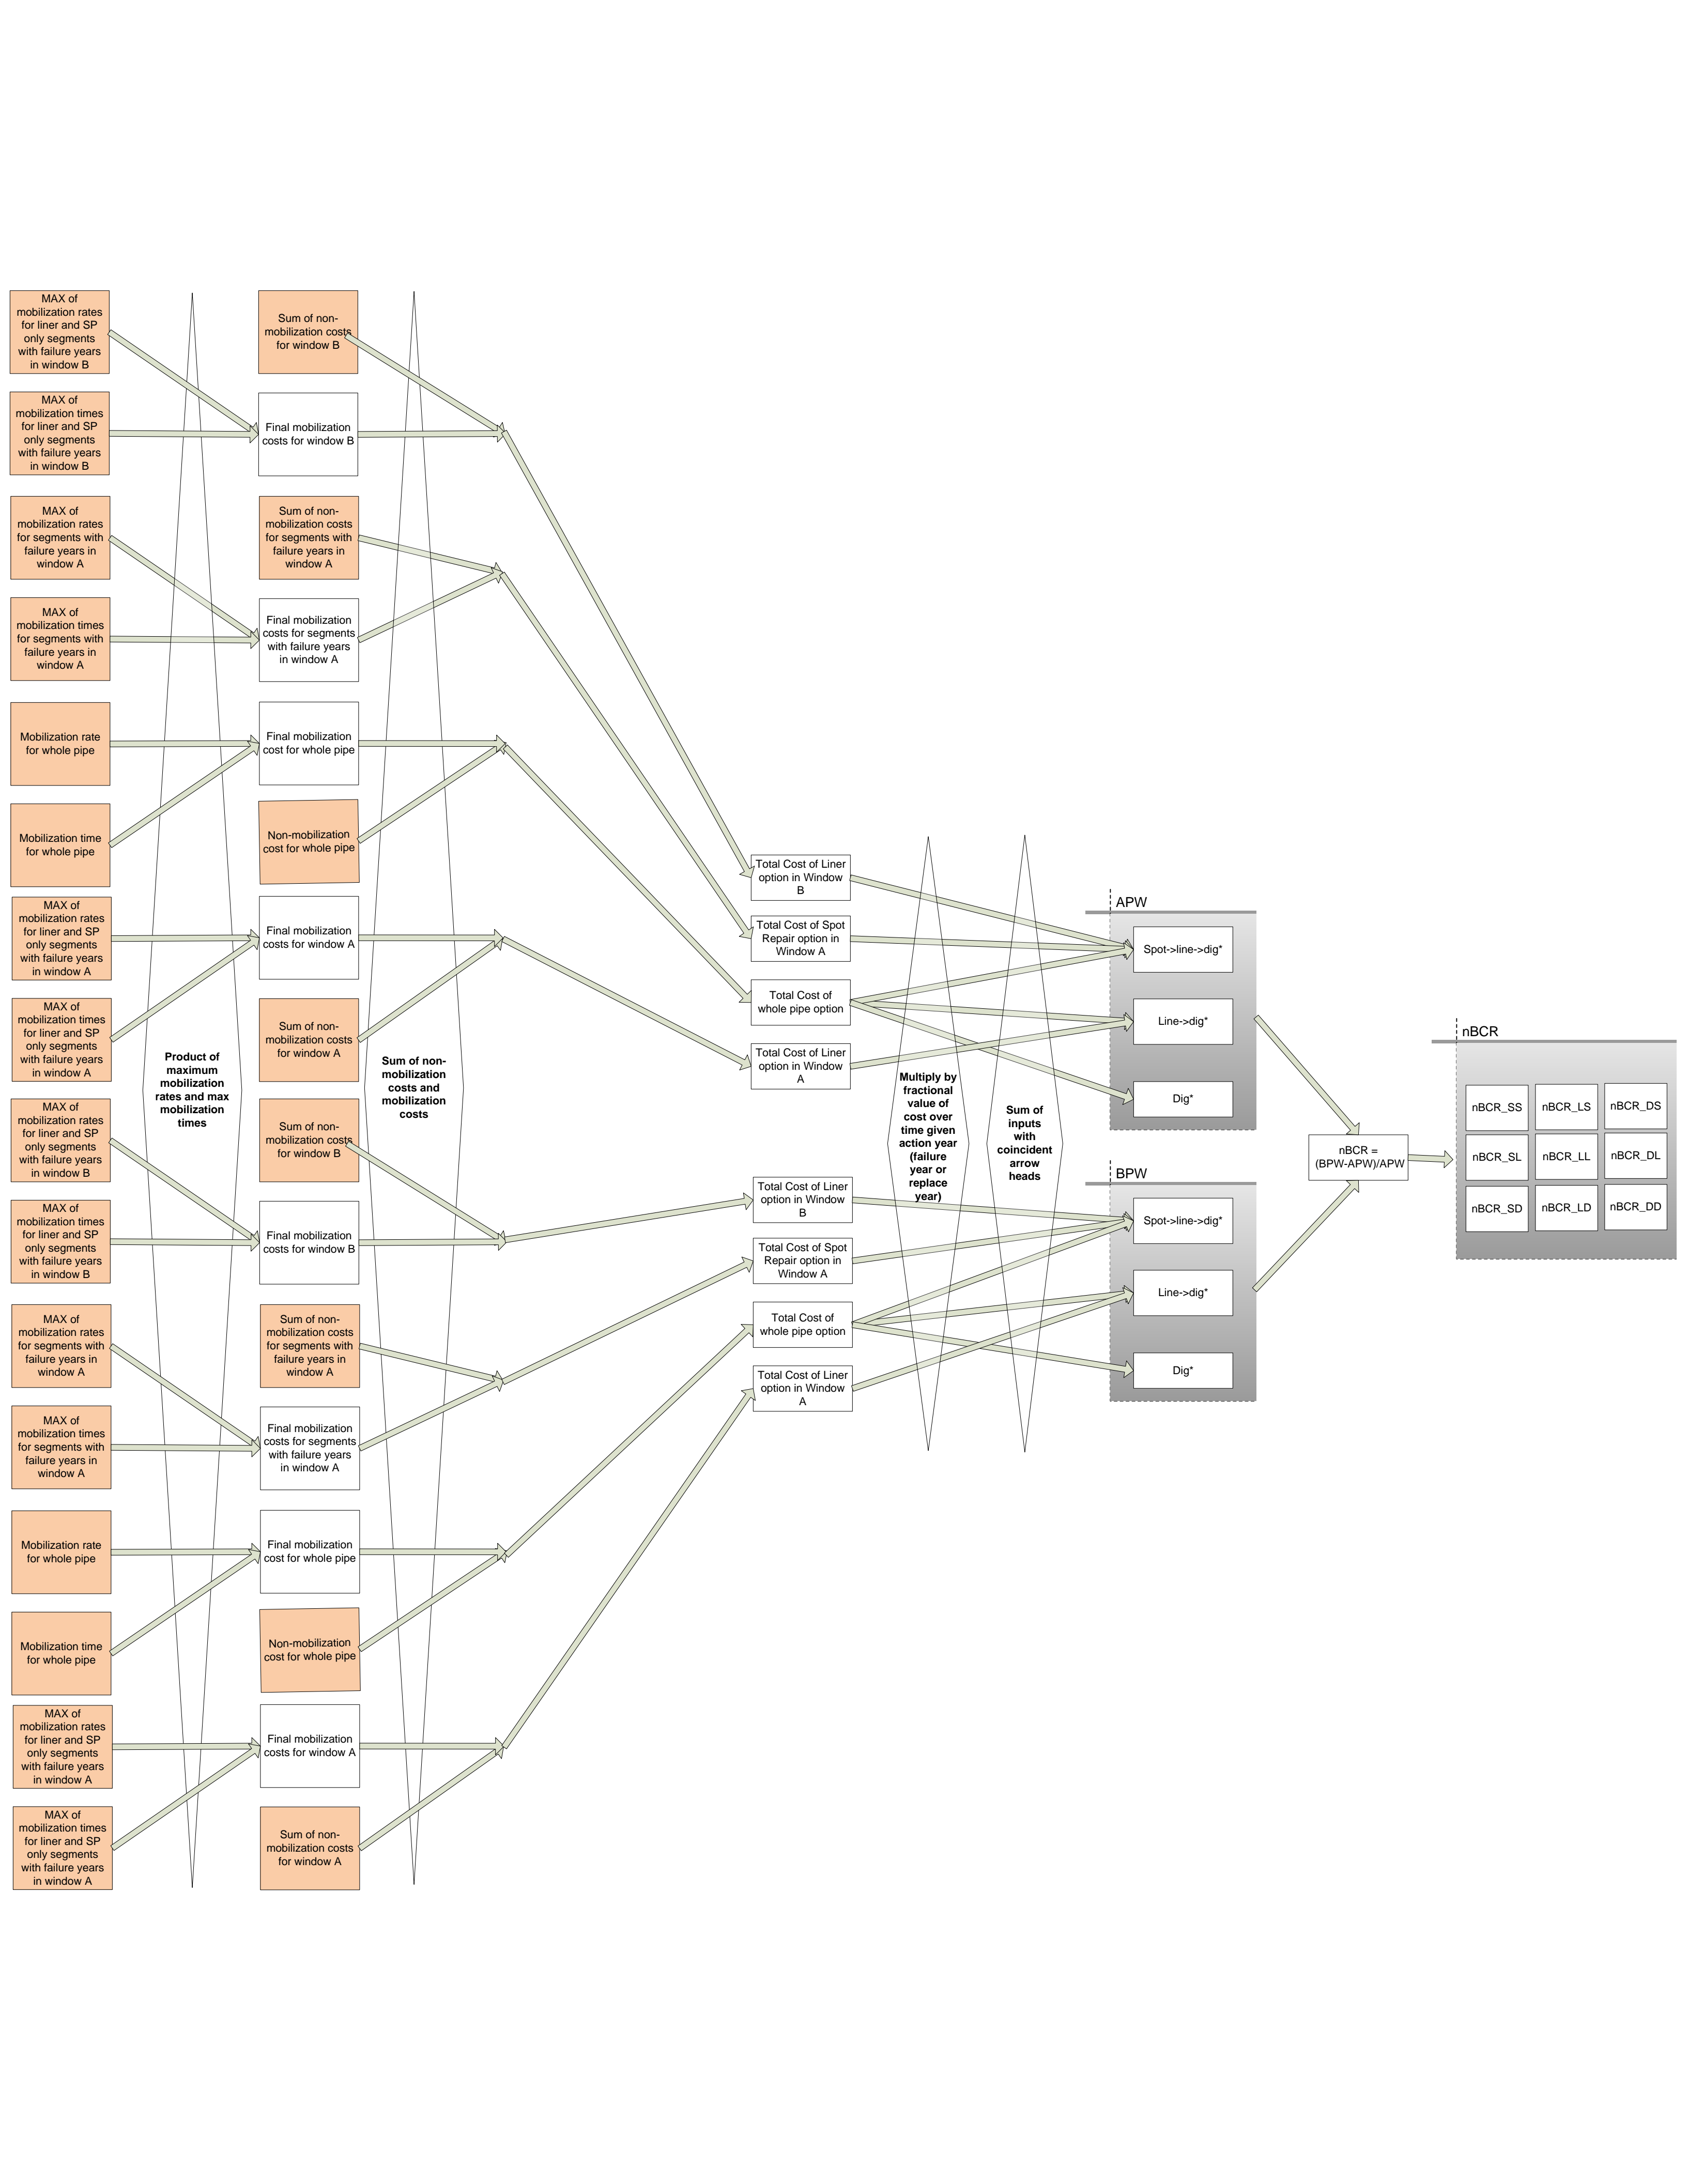 MAX of
mobilization rates
for liner and SP
only segments
with failure years
in window B
MAX of
mobilization times
for liner and SP
only segments
with failure years
in window B
MAX of
mobilization rates
for segments with
failure years in
window A
MAX of
mobilization times
for segments with
failure years in
window A
Mobilization rate
for whole pipe
Mobilization time
for whole pipe
MAX of
mobilization rates
for liner and SP
only segments
with failure years
in window A
MAX of
mobilization times
for liner and SP
only segments
with failure years
in window A
MAX of
mobilization rates
for liner and SP
only segments
with failure years
in window B
MAX of
mobilization times
for liner and SP
only segments
with failure years
in window B
MAX of
mobilization rates
for segments with
failure years in
window A
MAX of
mobilization times
for segments with
failure years in
window A
Mobilization rate
for whole pipe
Mobilization time
for whole pipe
MAX of
mobilization rates
for liner and SP
only segments
with failure years
in window A
MAX of
mobilization times
for liner and SP
only segments
with failure years
in window A
Product of
maximum
mobilization
rates and max
mobilization
times
Sum of non-
mobilization costs
for window B
Final mobilization
costs for window B
Sum of non-
mobilization costs
for segments with
failure years in
window A
Final mobilization
costs for segments
with failure years
in window A
Final mobilization
cost for whole pipe
Non-mobilization
cost for whole pipe
Final mobilization
costs for window A
Sum of non-
mobilization costs
for window A
Sum of non-
mobilization costs
for window B
Final mobilization
costs for window B
Sum of non-
mobilization costs
for segments with
failure years in
window A
Final mobilization
costs for segments
with failure years
in window A
Final mobilization
cost for whole pipe
Non-mobilization
cost for whole pipe
Final mobilization
costs for window A
Sum of non-
mobilization costs
for window A
Sum of non-
mobilization
costs and
mobilization
costs
Total Cost of Liner
option in Window
B
Total Cost of Spot
Repair option in
Window A
Total Cost of
whole pipe option
Total Cost of Liner
option in Window
A
Total Cost of Liner
option in Window
B
Total Cost of Spot
Repair option in
Window A
Total Cost of
whole pipe option
Total Cost of Liner
option in Window
A
Multiply by
fractional
value of
cost over
time given
action year
(failure
year or
replace
year)
Sum of
inputs
with
coincident
arrow
heads
APW
Spot->line->dig*
Line->dig*
Dig*
BPW
Spot->line->dig*
Line->dig*
Dig*
nBCR =
(BPW-APW)/APW
nBCR
nBCR_SS
nBCR_LS
nBCR_DS
nBCR_SL
nBCR_LL
nBCR_DL
nBCR_SD
nBCR_LD
nBCR_DD